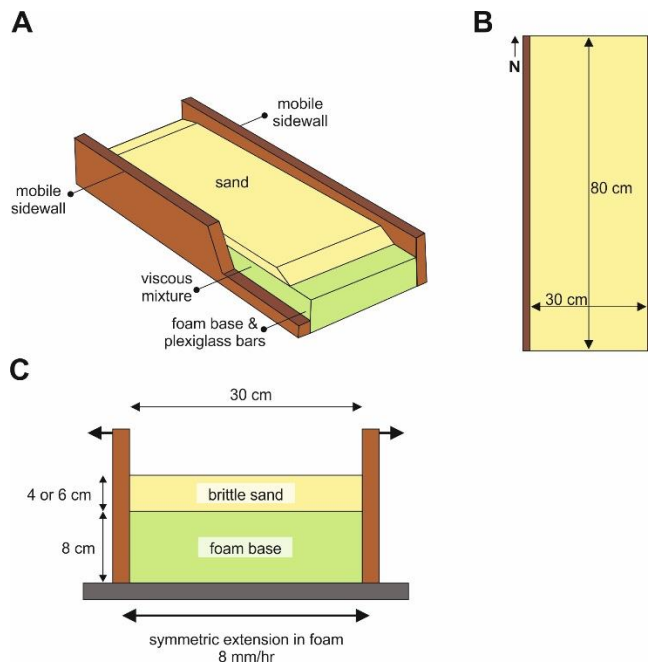 A
mobile
sidewall
sand
mobile
sidewall
viscous
mixture
foam base &
plexiglass bars
B
N
80 cm
30 cm
C
30 cm
4 or 6 cm
brittle sand
8 cm
foam base
symmetric extension in foam
8 mm/hr